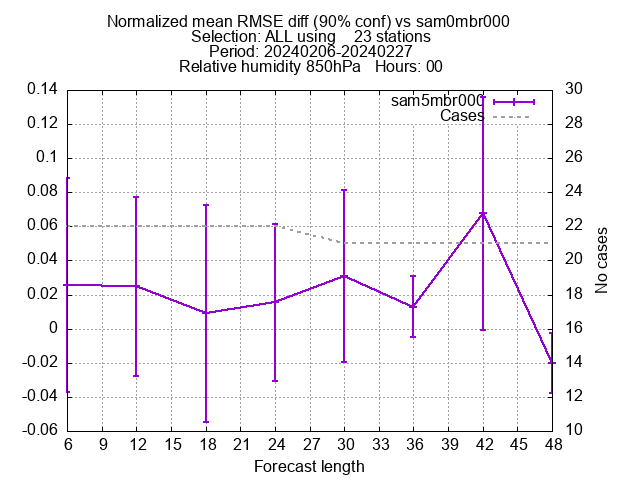 Normalized mean RMSE diff (90% conf) vs sam0mbr000
Selection: ALL using    23 stations
Period: 20240206-20240227
Relative humidity 850hPa   Hours: 00
sam5mbr000
Cases
0.14
0.12
0.1
0.08
0.06
0.04
0.02
0
-0.02
-0.04
-0.06
30
28
26
24
22
20
18
16
14
12
10
No cases
6 9 12 15 18 21 24 27 30 33 36 39 42 45 48
Forecast length